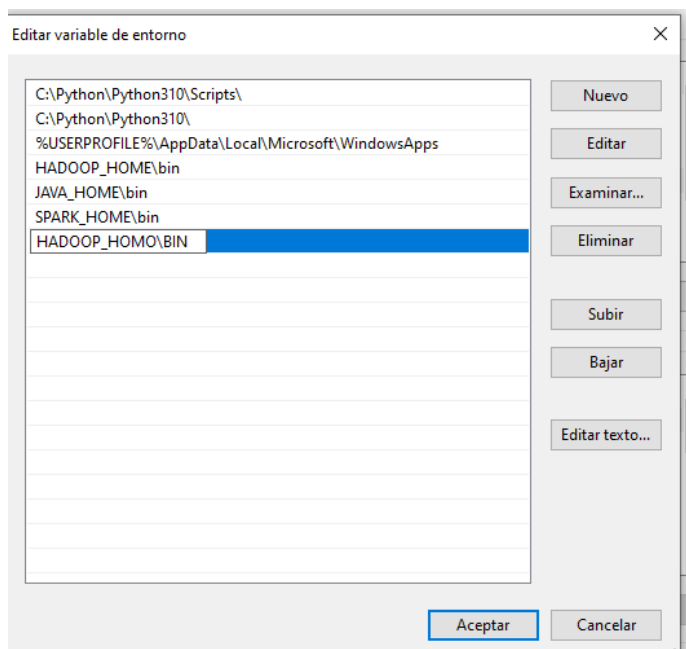 Editar variable de entorno
C:\Python\Python310\Scripts\
Nuevo
C:\Python\Python310\
%USERPROFILE%\AppData\Local\Microsoft\WindowsApps
Editar
HADOOP_HOME\bin
JAVA_HOME\bin
Examinar...
SPARK_HOME\bin
HADOOP_HOMO\BIN
Eliminar
Subir
Bajar
Editar texto...
Aceptar
Cancelar